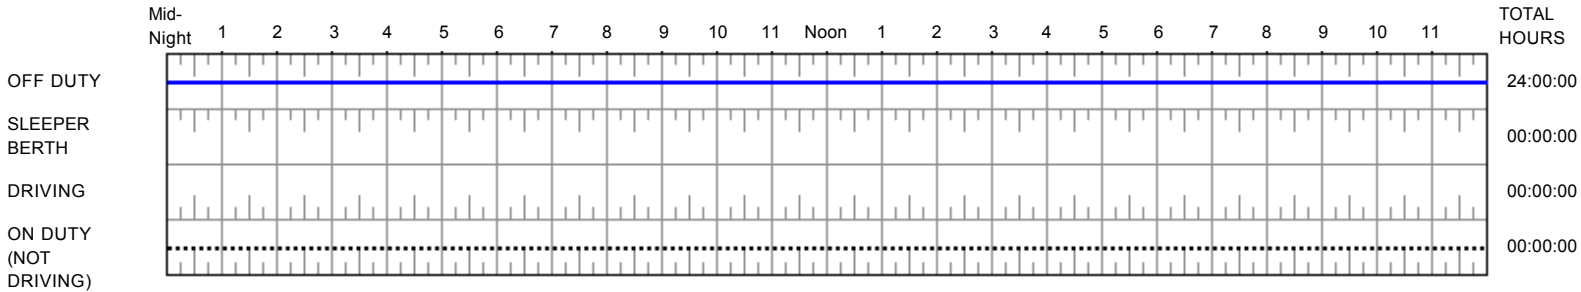 Mid-
Night 1 2 3 4 5 6 7 8 9 10 11 Noon 1 2 3 4 5 6 7 8 9 10 11
TOTAL
HOURS
OFF DUTY 24:00:00
SLEEPER
BERTH
00:00:00
DRIVING 00:00:00
ON DUTY
(NOT
DRIVING)
00:00:00